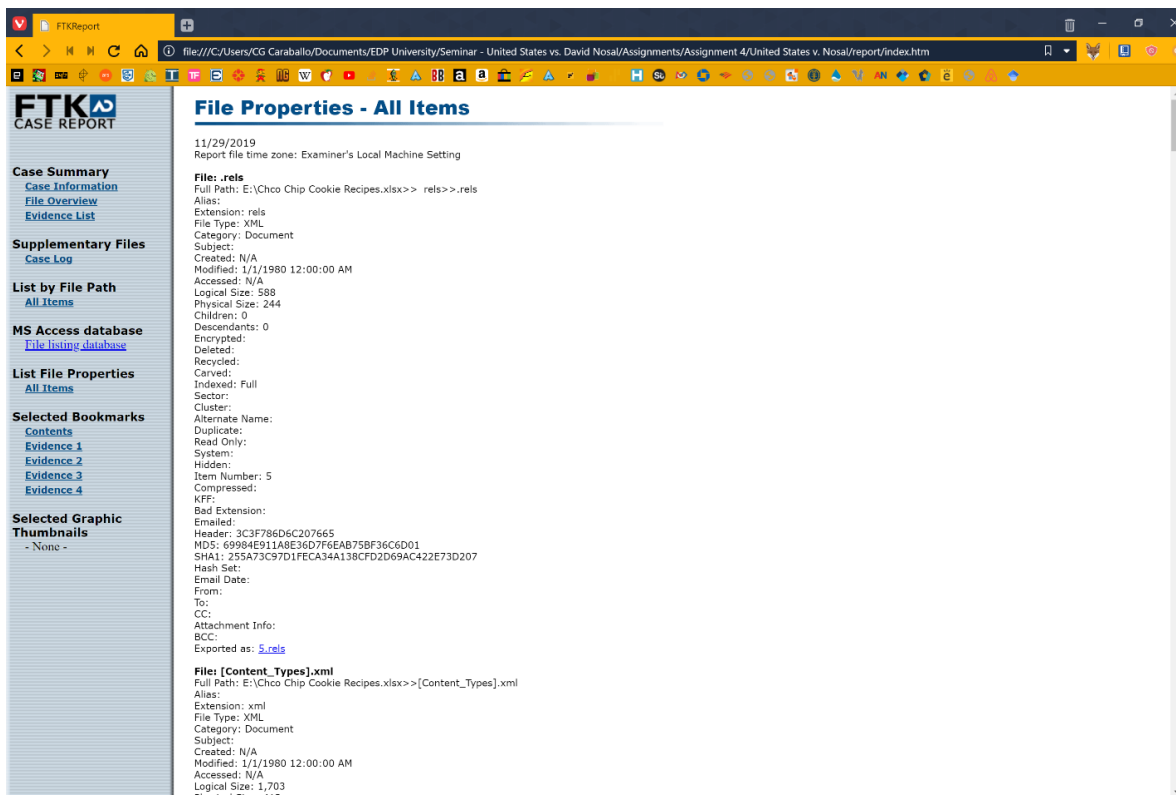 FTKReport
file:///C:/Users/CG Caraballo/Documents/EDP University/Seminar - United States vs. David Nosal/Assignments/Assignment 4/United States v. Nosal/report/index.htm
FTK AD
CASE REPORT
Case Summary
Case Information
File Overview
Evidence List
Supplementary Files
Case Log
List by File Path
All Items
MS Access database
File listing database
List File Properties
All Items
Selected Bookmarks
Contents
Evidence 1
Evidence 2
Evidence 3
Evidence 4
Selected Graphic
Thumbnails
- None -
File Properties - All Items
11/29/2019
Report file time zone: Examiner's Local Machine Setting
File: .rels
Full Path: E:\Chco Chip Cookie Recipes.xlsx>> rels>>.rels
Alias:
Extension: rels
File Type: XML
Category: Document
Subject:
Created: N/A
Modified: 1/1/1980 12:00:00 AM
Accessed: N/A
Logical Size: 588
Physical Size: 244
Children: 0
Descendants: 0
Encrypted:
Deleted:
Recycled:
Carved:
Indexed: Full
Sector:
Cluster:
Alternate Name:
Duplicate:
Read Only:
System:
Hidden:
Item Number: 5
Compressed:
KFF:
Bad Extension:
Emailed:
Header: 3C3F786D6C207665
MD5: 69984E911A8E36D7F6EAB75BF36C6D01
SHA1: 255A73C97D1FECA34A138CFD2D69AC422E73D207
Hash Set:
Email Date:
From:
To:
CC:
Attachment Info:
BCC:
Exported as: 5.rels
File: [Content_Types].xml
Full Path: E:\Chco Chip Cookie Recipes.xlsx>>[Content_Types].xml
Alias:
Extension: xml
File Type: XML
Category: Document
Subject:
Created: N/A
Modified: 1/1/1980 12:00:00 AM
Accessed: N/A
Logical Size: 1,703